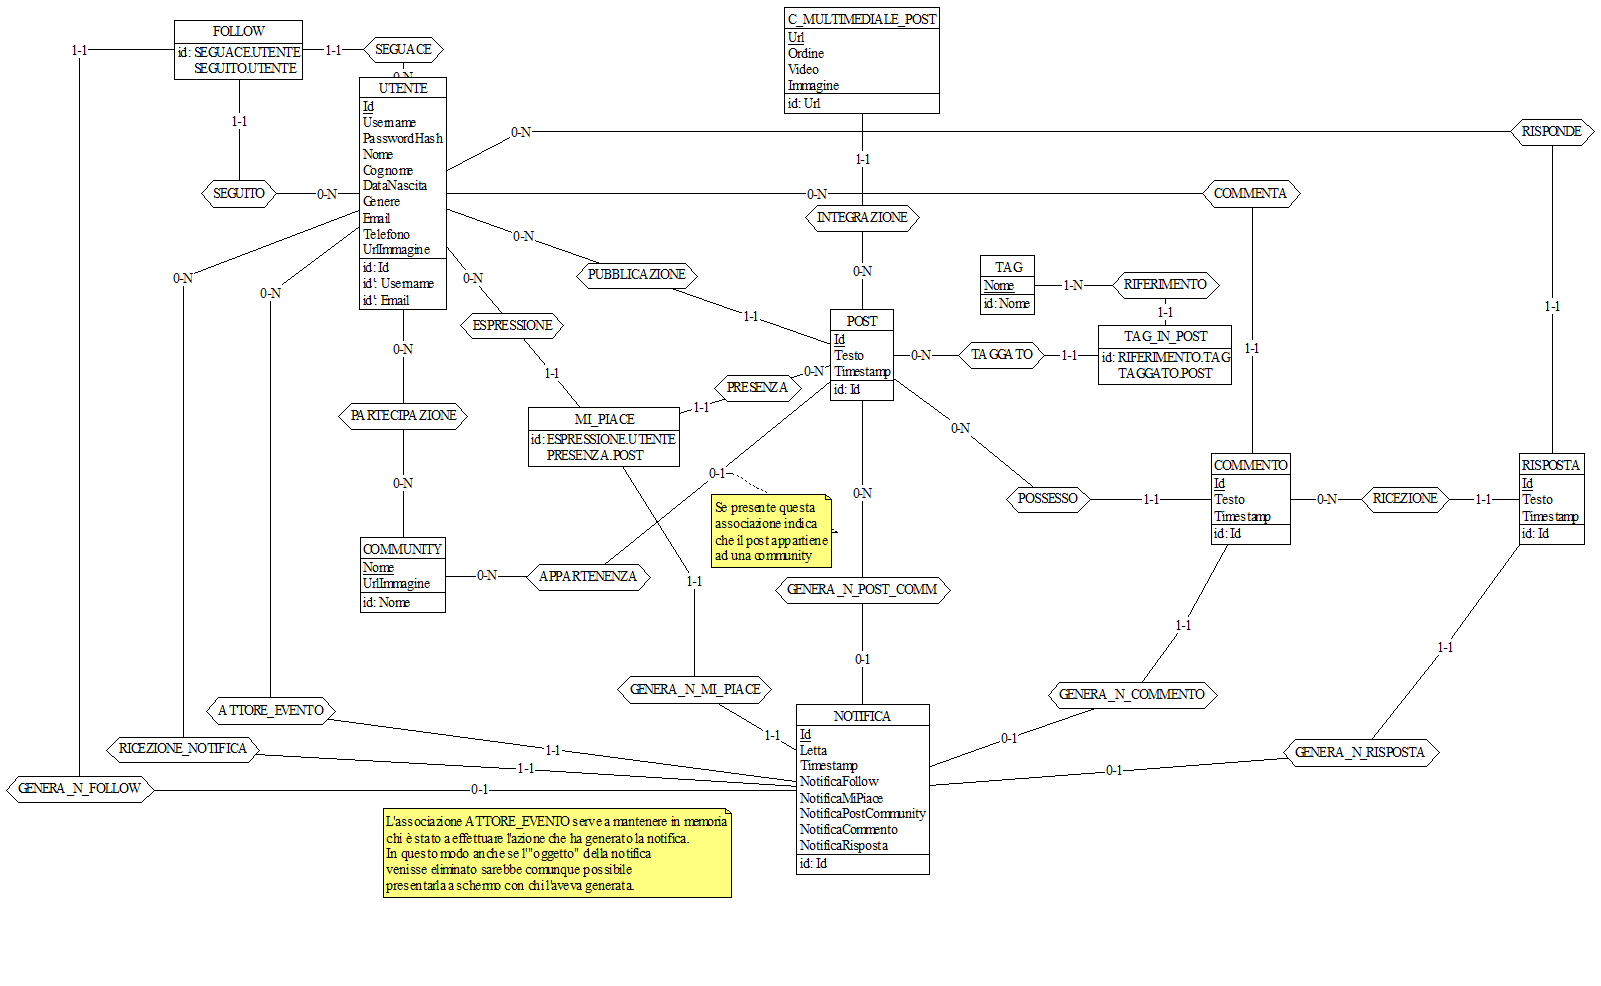 FOLLOW
id: SEGUACE.UTENTE
SEGUITO.UTENTE
1-1
1-1
SEGUACE
0-N
1-1
SEGUITO
0-N
UTENTE
Id
Username
PasswordHash
Nome
Cognome
DataNascita
Genere
Email
Telefono
UrlImmagine
id: Id
id': Username
id': Email
C_MULTIMEDIALE_POST
Url
Ordine
Video
Immagine
id: Url
1-1
INTEGRAZIONE
0-N
0-N
RISPONDE
0-N
COMMENTA
0-N
PUBBLICAZIONE
1-1
0-N
ESPRESSIONE
1-1
0-N
0-N
0-N
PARTECIPAZIONE
0-N
TAG
Nome
id: Nome
1-N
RIFERIMENTO
1-1
TAG_IN_POST
id: RIFERIMENTO.TAG
TAGGATO.POST
POST
Id
Testo
Timestamp
id: Id
0-N
TAGGATO
1-1
1-1
1-1
MI_PIACE
id: ESPRESSIONE.UTENTE
PRESENZA.POST
1-1
PRESENZA
0-N
0-1
Se presente questa
associazione indica
che il post appartiene
ad una community
0-N
POSSESSO
1-1
COMMENTO
Id
Testo
Timestamp
id: Id
0-N
RICEZIONE
1-1
RISPOSTA
Id
Testo
Timestamp
id: Id
COMMUNITY
Nome
UrlImmagine
id: Nome
0-N
APPARTENENZA
0-N
GENERA_N_POST_COMM
0-1
1-1
GENERA_N_MI_PIACE
1-1
1-1
GENERA_N_COMMENTO
0-1
1-1
GENERA_N_RISPOSTA
0-1
ATTORE_EVENTO
1-1
RICEZIONE_NOTIFICA
1-1
GENERA_N_FOLLOW
0-1
NOTIFICA
Id
Letta
Timestamp
NotificaFollow
NotificaMiPiace
NotificaPostCommunity
NotificaCommento
NotificaRisposta
id: Id
L'associazione ATTORE_EVENTO serve a mantenere in memoria
chi è stato a effettuare l'azione che ha generato la notifica.
In questo modo anche se l'"oggetto" della notifica
venisse eliminato sarebbe comunque possibile
presentarla a schermo con chi l'aveva generata.